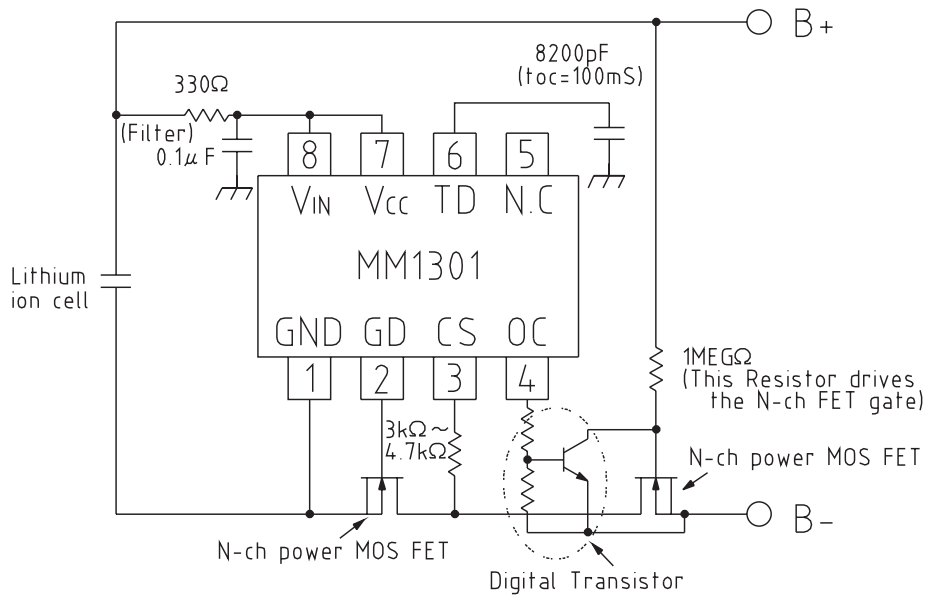 B+
8200pF
(toc=100mS)
330Ω
(Filter)
0.1μF
8
7
6
5
VIN
VCC
TD
N.C
MM1301
Lithium
ion cell
GND
GD
CS
OC
1
2
3
4
1MEGΩ
(This Resistor drives
the N-ch FET gate)
3kΩ～
4.7kΩ
N-ch power MOS FET
B-
N-ch power MOS FET
Digital Transistor